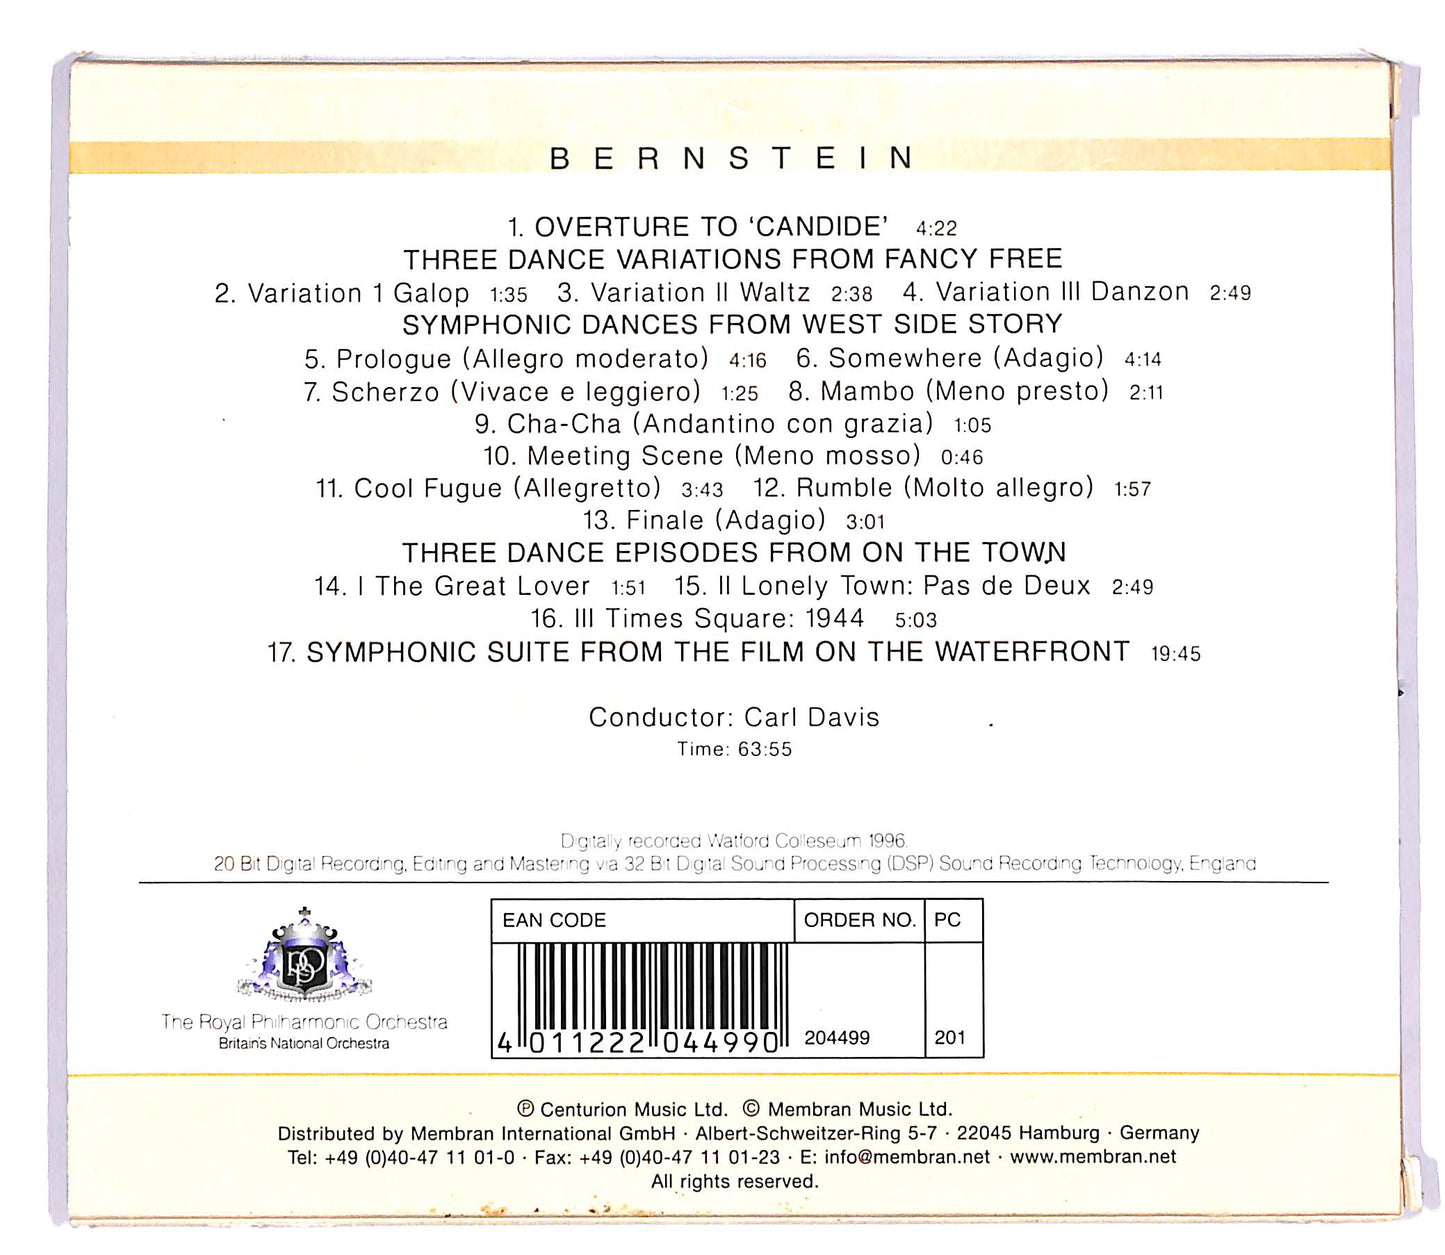 BERNSTEIN
1. OVERTURE TO ‘CANDIDE’ 4:22
THREE DANCE VARIATIONS FROM FANCY FREE
2. Variation 1 Galop 1:35 3. Variation II Waltz 2:38 4. Variation III Danzon 2:49
SYMPHONIC DANCES FROM WEST SIDE STORY
5. Prologue (Allegro moderato) 4:16 6. Somewhere (Adagio) 4:14
7. Scherzo (Vivace e leggiero) 1:25 8. Mambo (Meno presto) 2:11
9. Cha-Cha (Andantino con grazia) 1:05
10. Meeting Scene (Meno mosso) 0:46
11. Cool Fugue (Allegretto) 3:43 12. Rumble (Molto allegro) 1:57
13. Finale (Adagio) 3:01
THREE DANCE EPISODES FROM ON THE TOWN
14. I The Great Lover 1:51 15. II Lonely Town: Pas de Deux 2:49
16. III Times Square: 1944 5:03
17. SYMPHONIC SUITE FROM THE FILM ON THE WATERFRONT 19:45
Conductor: Carl Davis
Time: 63:55
Digitally recorded Watford Colleseum 1996.
20 Bit Digital Recording, Editing and Mastering via 32 Bit Digital Sound Processing (DSP) Sound Recording Technology, England
EAN CODE ORDER NO. PC
4 011222 044990 204499 201
RPO
The Royal Philharmonic Orchestra
Britain's National Orchestra
℗ Centurion Music Ltd. © Membran Music Ltd.
Distributed by Membran International GmbH · Albert-Schweitzer-Ring 5-7 · 22045 Hamburg · Germany
Tel: +49 (0)40-47 11 01-0 · Fax: +49 (0)40-47 11 01-23 · E: info@membran.net · www.membran.net
All rights reserved.